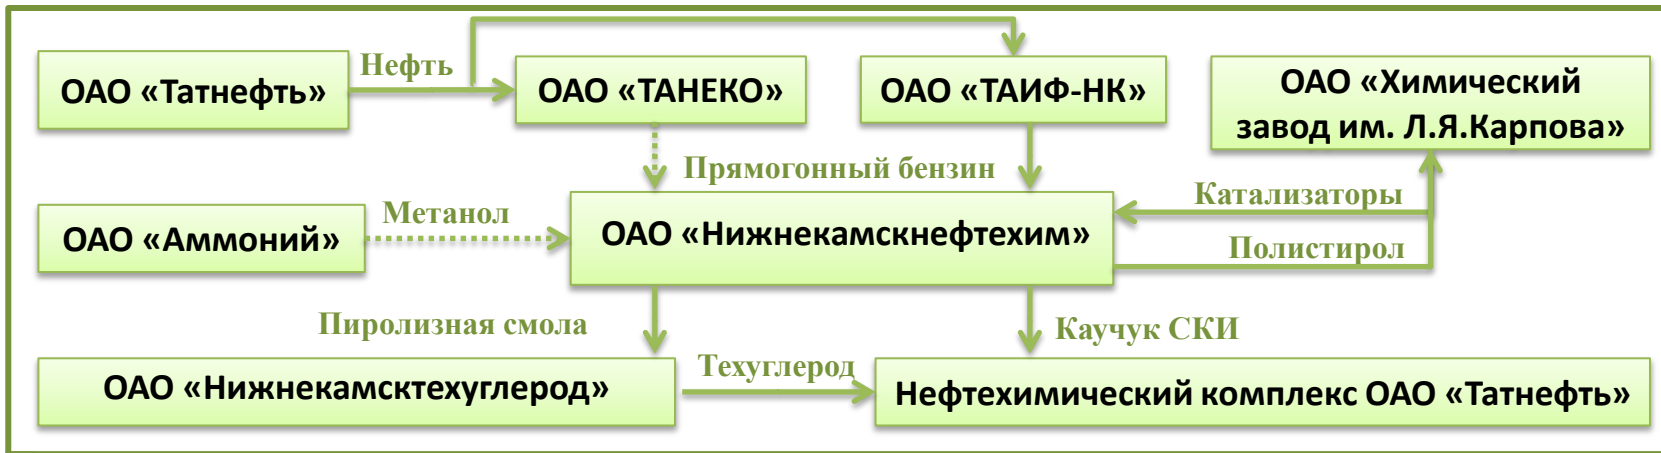 Нефть
ОАО «Татнефть»
ОАО «ТАНЕКО»
ОАО «ТАИФ-НК»
ОАО «Химический
завод им. Л.Я.Карпова»
Прямогонный бензин
Метанол
Катализаторы
ОАО «Аммоний»
ОАО «Нижнекамскнефтехим»
Полистирол
Пиролизная смола
Каучук СКИ
Техуглерод
ОАО «Нижнекамсктехуглерод»
Нефтехимический комплекс ОАО «Татнефть»